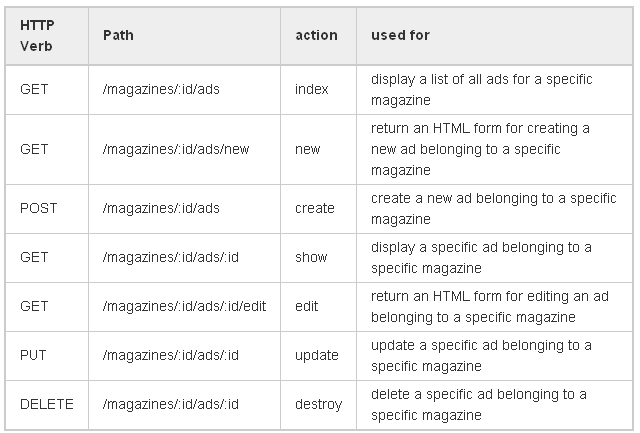 HTTP Verb Path action used for
GET /magazines/:id/ads index display a list of all ads for a specific
magazine
GET /magazines/:id/ads/new new return an HTML form for creating a
new ad belonging to a specific
magazine
POST /magazines/:id/ads create create a new ad belonging to a specific
magazine
GET /magazines/:id/ads/:id show display a specific ad belonging to a
specific magazine
GET /magazines/:id/ads/:id/edit edit return an HTML form for editing an ad
belonging to a specific magazine
PUT /magazines/:id/ads/:id update update a specific ad belonging to a
specific magazine
DELETE /magazines/:id/ads/:id destroy delete a specific ad belonging to a
specific magazine